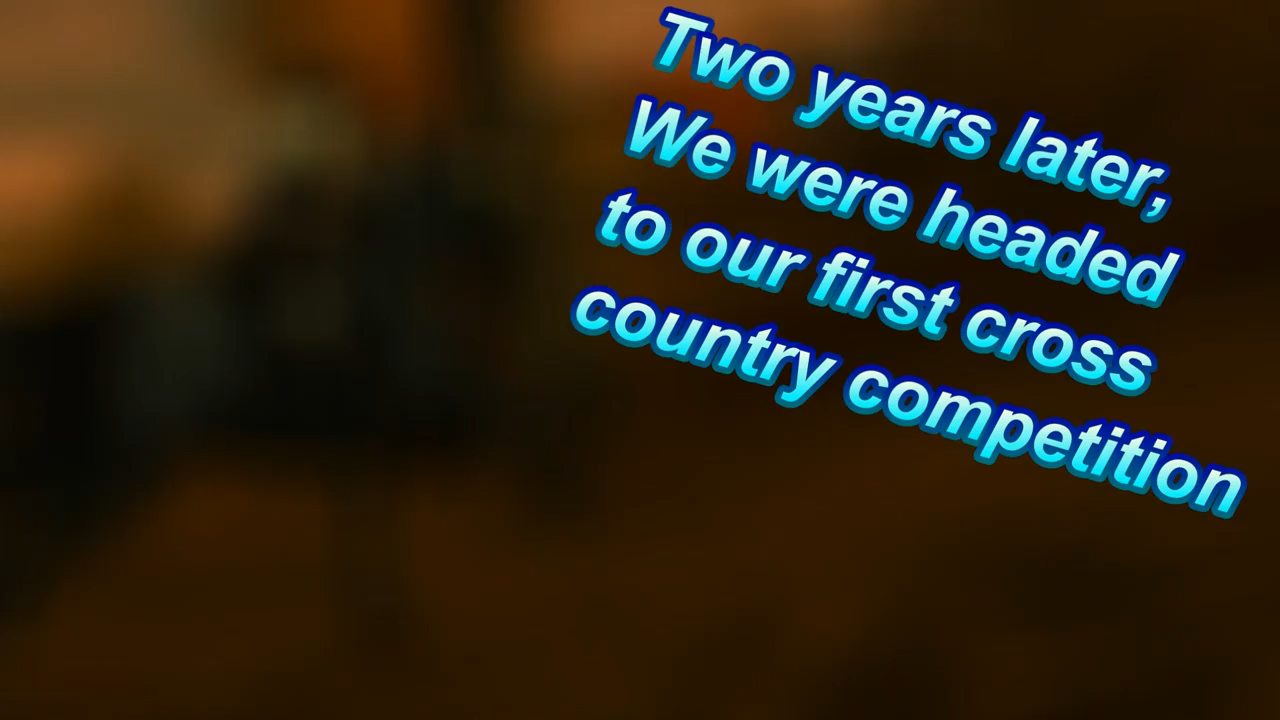 Two years later,
We were headed
to our first cross
country competition